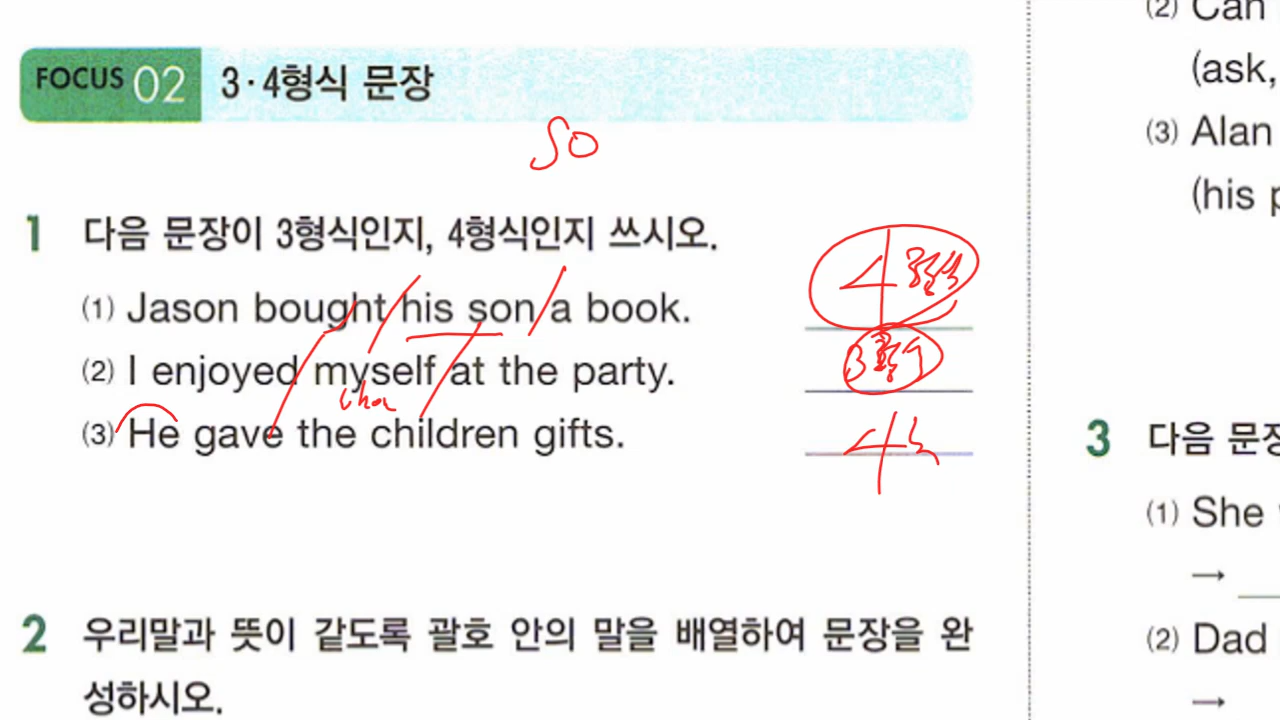 FOCUS 02 3·4형식 문장
so
1 다음 문장이 3형식인지, 4형식인지 쓰시오.
(1) Jason bought his son a book. 4형식
(2) I enjoyed myself at the party. 3형식
(3) He gave the children gifts. 4
2 우리말과 뜻이 같도록 괄호 안의 말을 배열하여 문장을 완
성하시오.
(2) Can
(ask,
(3) Alan
(his p
3 다음 문장
(1) She
→
(2) Dad
→